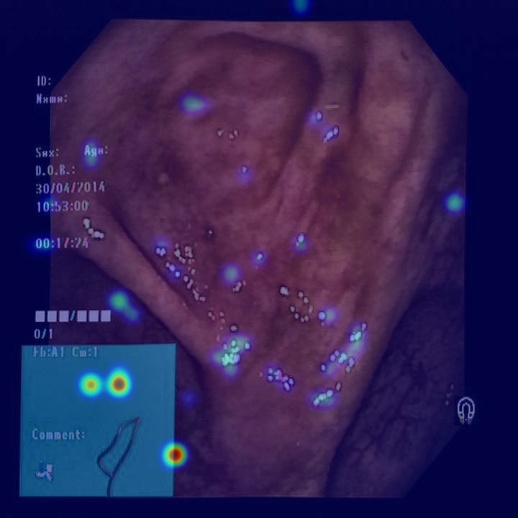 ID:
Name:
Sex: Age:
D.O.B.:
30/04/2014
10:53:00
00:17:24
0/1
Eh:A1 Cm:1
Comment: